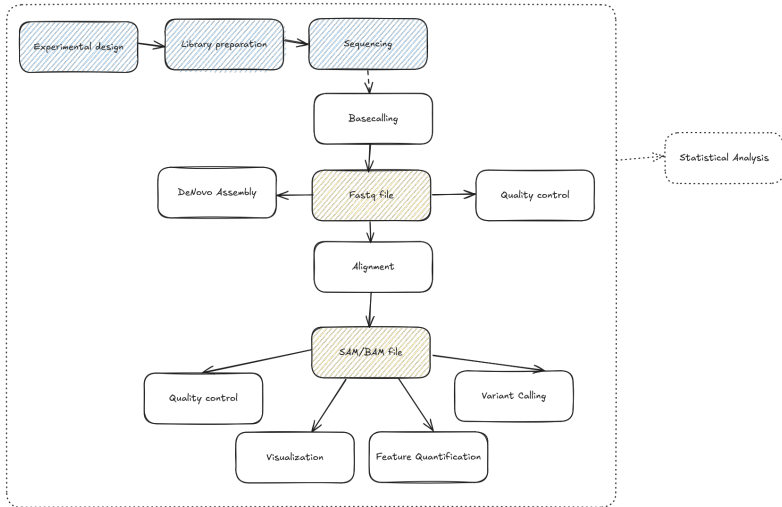 Experimental design
Library preparation
Sequencing
Basecalling
Statistical Analysis
DeNovo Assembly
Fastq file
Quality control
Alignment
SAM/BAM file
Quality control
Variant Calling
Visualization
Feature Quantification